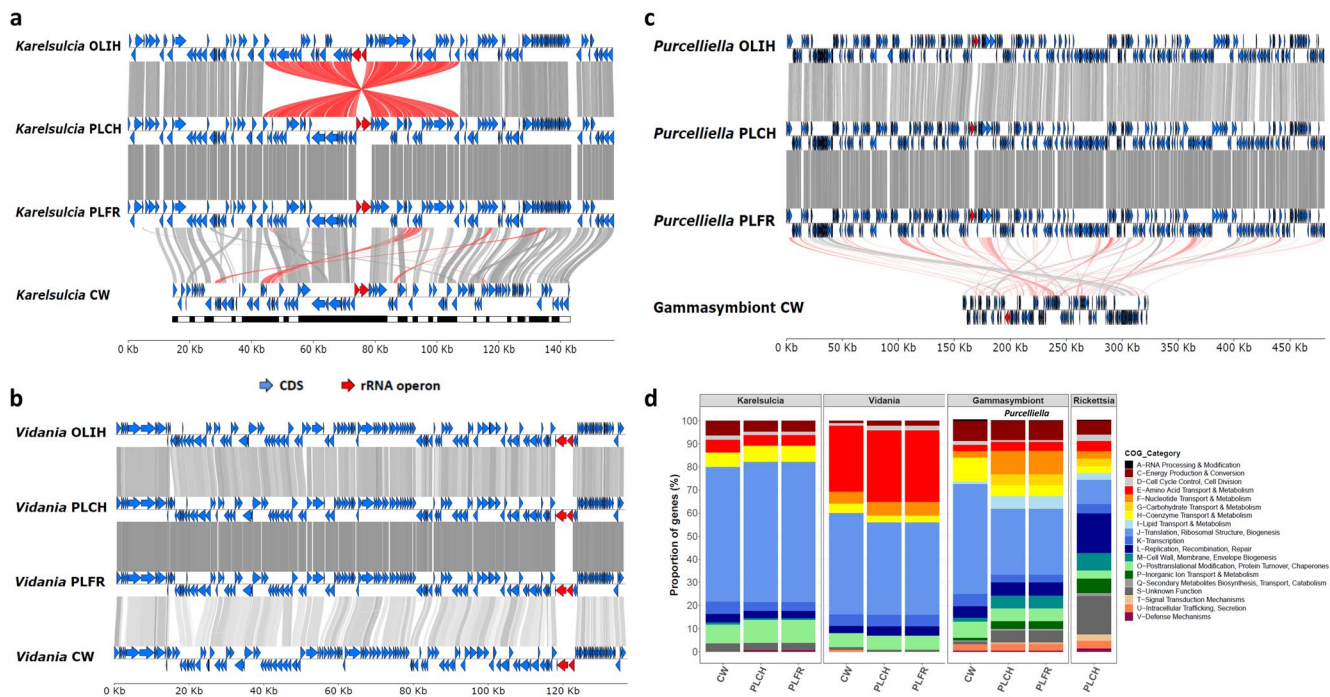 a
Karelsulcia OLIH
Karelsulcia PLCH
Karelsulcia PLFR
Karelsulcia CW
0 Kb 20 Kb 40 Kb 60 Kb 80 Kb 100 Kb 120 Kb 140 Kb
CDS rRNA operon
b
Vidania OLIH
Vidania PLCH
Vidania PLFR
Vidania CW
0 Kb 20 Kb 40 Kb 60 Kb 80 Kb 100 Kb 120 Kb
c
Purcelliella OLIH
Purcelliella PLCH
Purcelliella PLFR
Gammasymbiont CW
0 Kb 50 Kb 100 Kb 150 Kb 200 Kb 250 Kb 300 Kb 350 Kb 400 Kb 450 Kb
d
Karelsulcia Vidania Gammasymbiont Rickettsia
Purcelliella
Proportion of genes (%)
100
90
80
70
60
50
40
30
20
10
0
CW PLCH PLFR CW PLCH PLFR CW PLCH PLFR PLCH
COG_Category
A-RNA Processing & Modification
C-Energy Production & Conversion
D-Cell Cycle Control, Cell Division
E-Amino Acid Transport & Metabolism
F-Nucleotide Transport & Metabolism
G-Carbohydrate Transport & Metabolism
H-Coenzyme Transport & Metabolism
I-Lipid Transport & Metabolism
J-Translation, Ribosomal Structure, Biogenesis
K-Transcription
L-Replication, Recombination, Repair
M-Cell Wall, Membrane, Envelope Biogenesis
O-Posttranslational Modification, Protein Turnover, Chaperones
P-Inorganic Ion Transport & Metabolism
Q-Secondary Metabolites Biosynthesis, Transport, Catabolism
S-Unknown Function
T-Signal Transduction Mechanisms
U-Intracellular Trafficking, Secretion
V-Defense Mechanisms